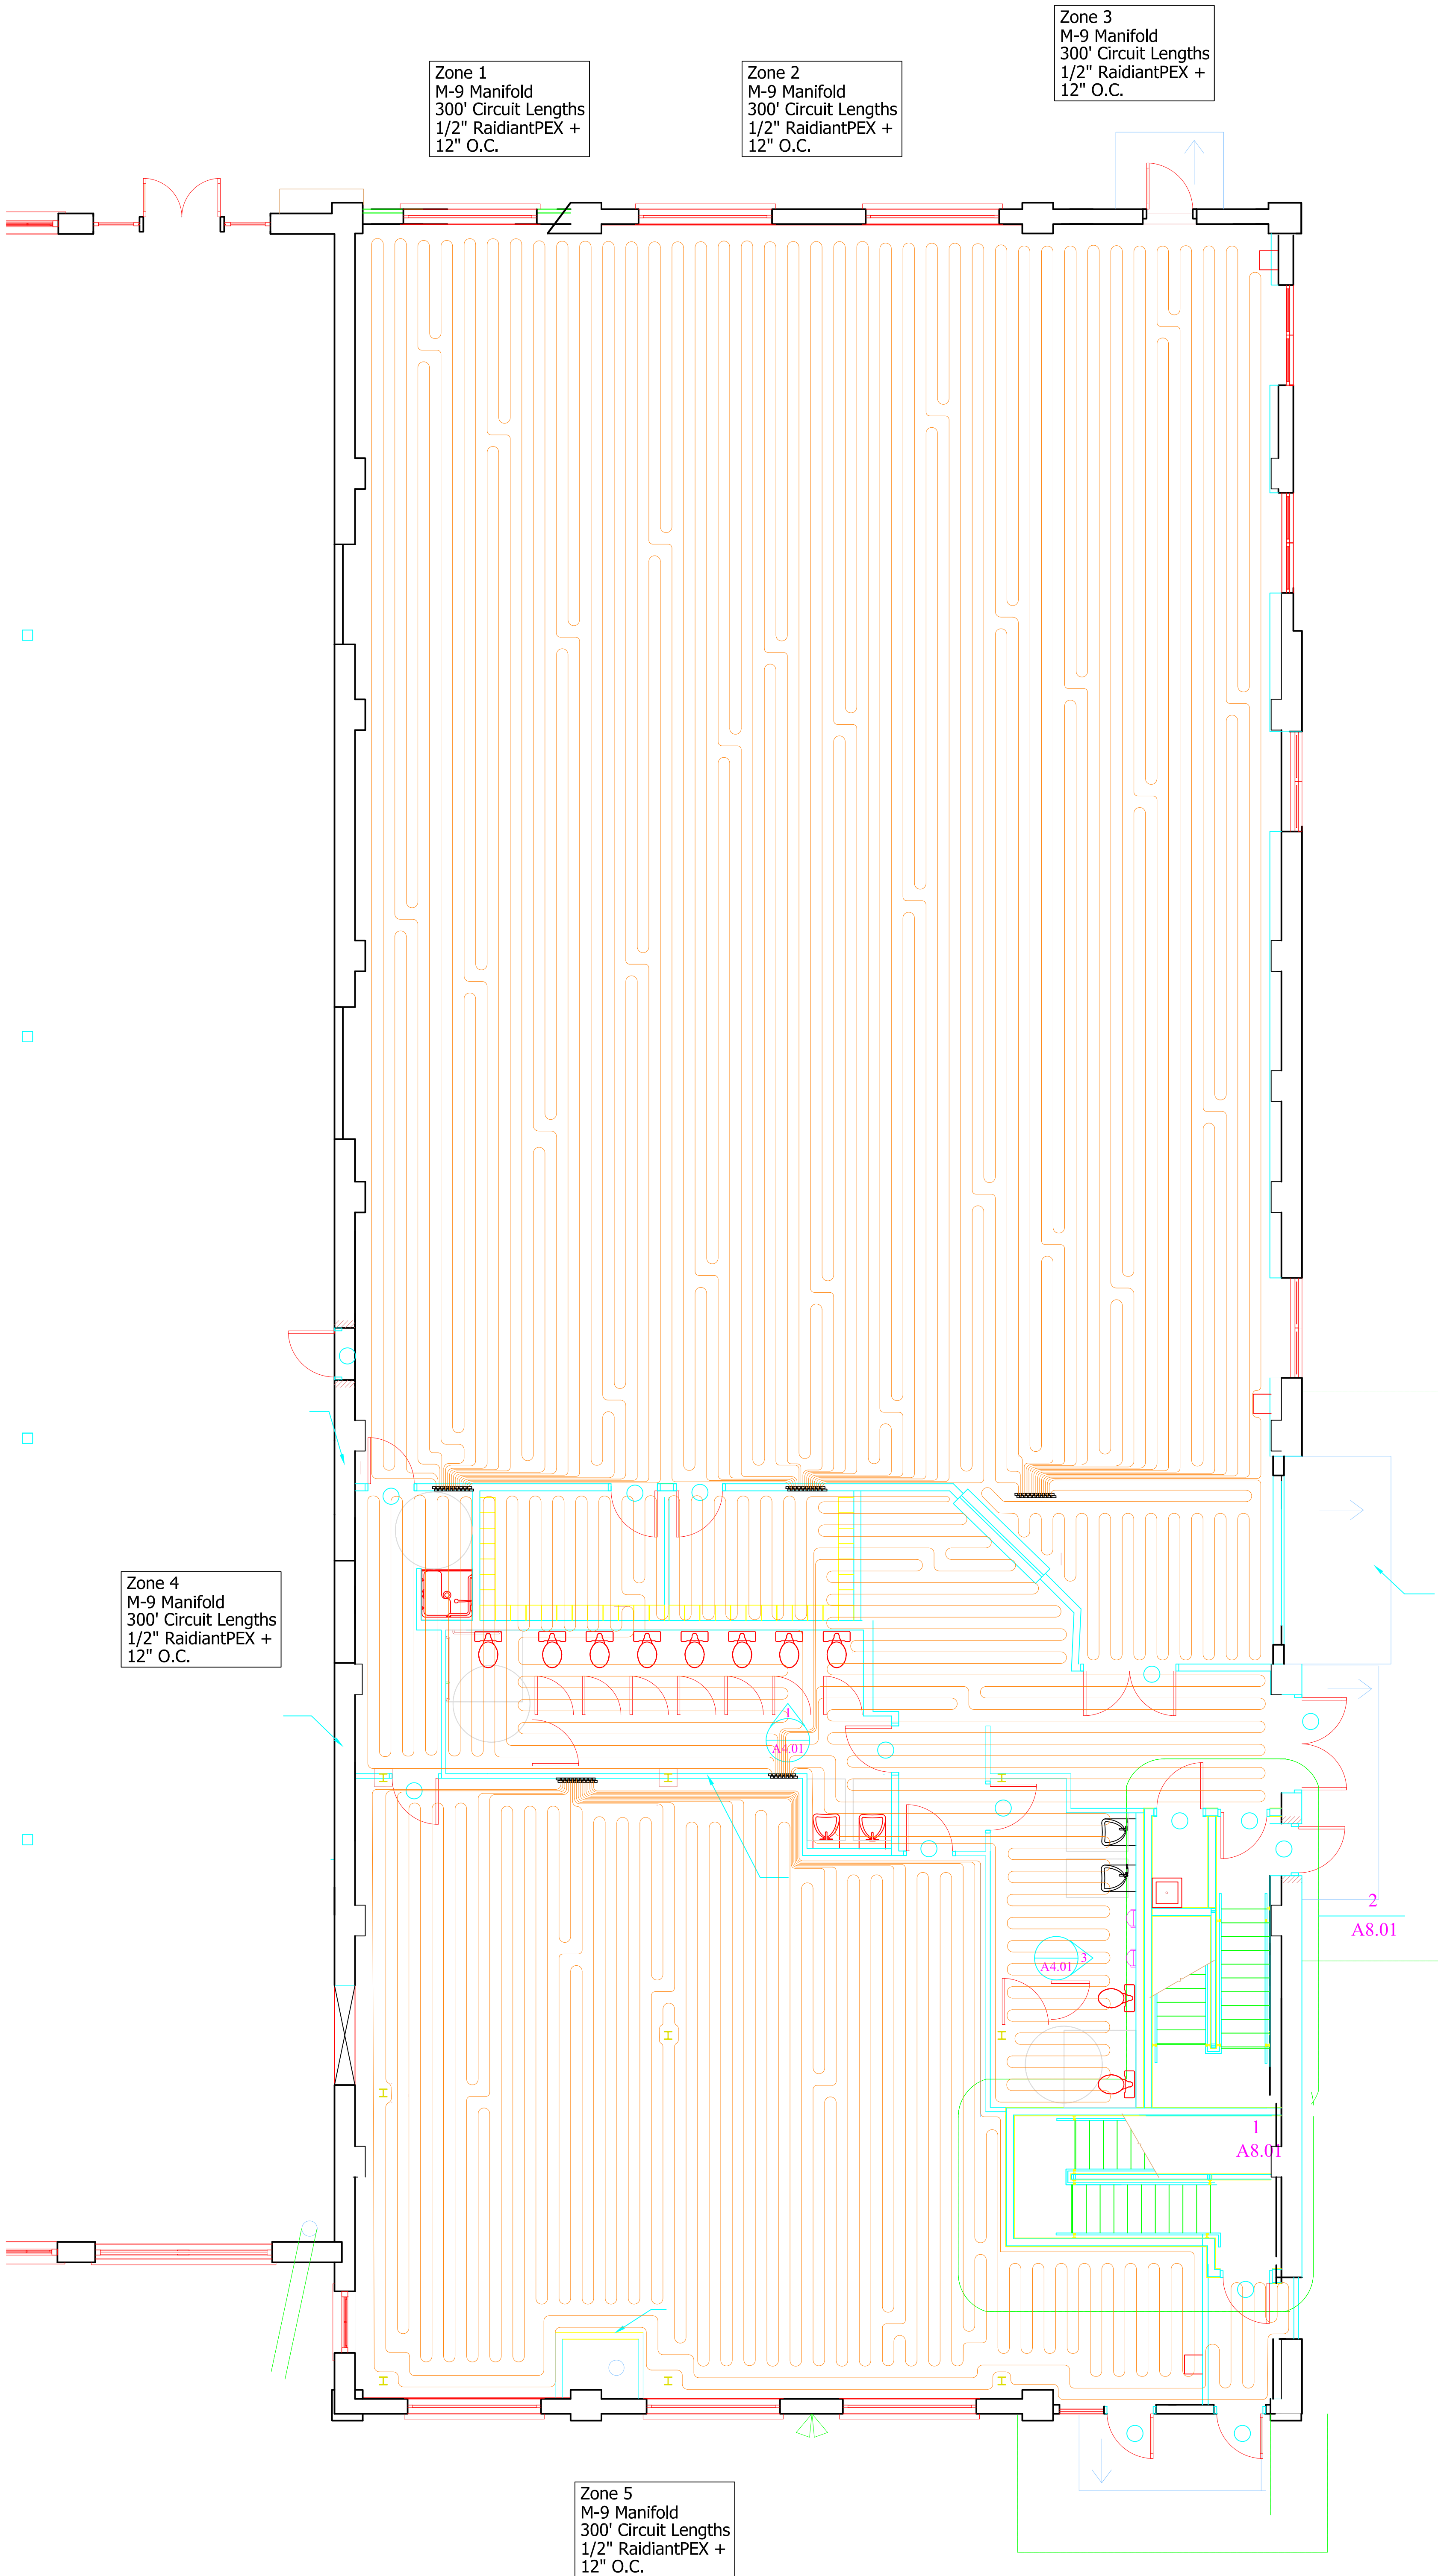 Zone 3
M-9 Manifold
300' Circuit Lengths
1/2" RaidiantPEX +
12" O.C.
Zone 1
M-9 Manifold
300' Circuit Lengths
1/2" RaidiantPEX +
12" O.C.
Zone 2
M-9 Manifold
300' Circuit Lengths
1/2" RaidiantPEX +
12" O.C.
Zone 4
M-9 Manifold
300' Circuit Lengths
1/2" RaidiantPEX +
12" O.C.
1
A4.01
2
A8.01
3
A4.01
1
A8.01
Zone 5
M-9 Manifold
300' Circuit Lengths
1/2" RaidiantPEX +
12" O.C.